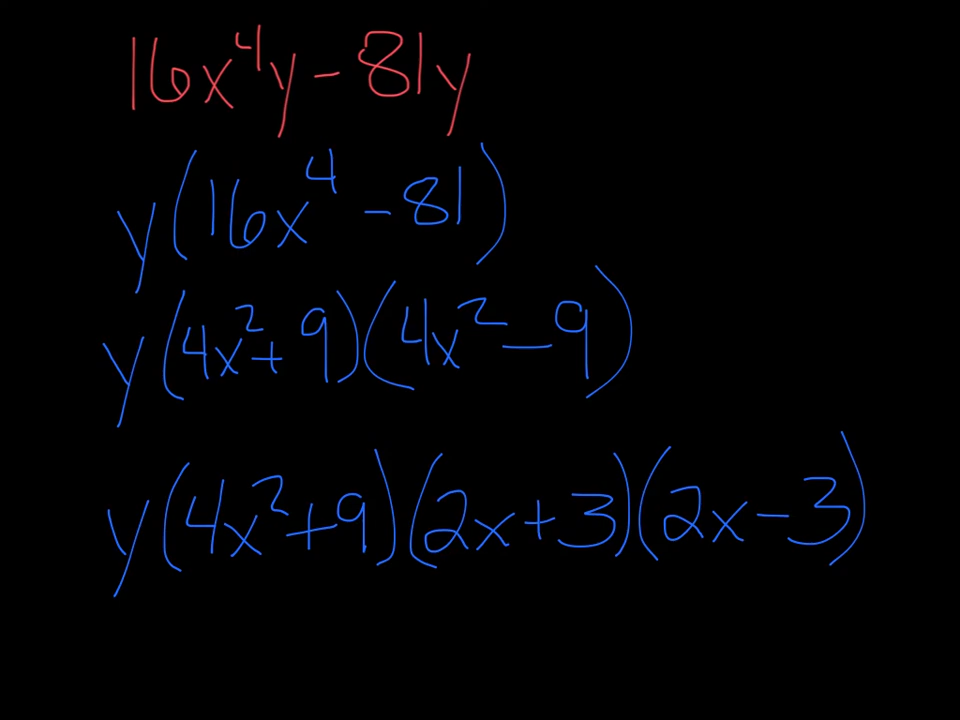 16x⁴y - 81y
y(16x⁴ - 81)
y(4x² + 9)(4x² - 9)
y(4x² + 9)(2x + 3)(2x - 3)